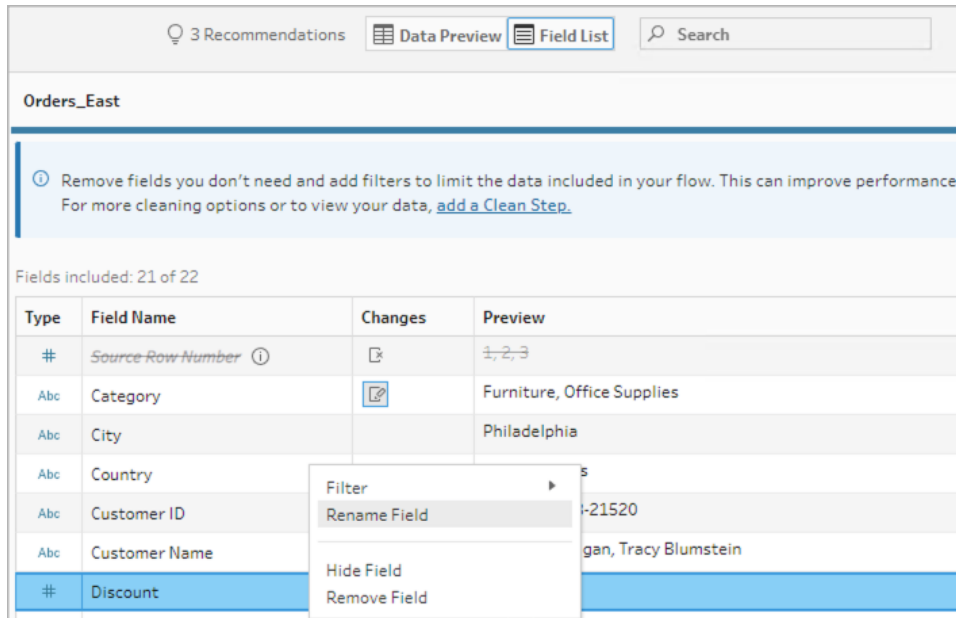 3 Recommendations Data Preview Field List Search
Orders_East
Remove fields you don't need and add filters to limit the data included in your flow. This can improve performance
For more cleaning options or to view your data, add a Clean Step.
Fields included: 21 of 22
Type Field Name Changes Preview
# Source Row Number 1, 2, 3
Abc Category Furniture, Office Supplies
Abc City Philadelphia
Abc Country s
Filter
Abc Customer ID -21520
Rename Field
Abc Customer Name gan, Tracy Blumstein
Hide Field
# Discount
Remove Field